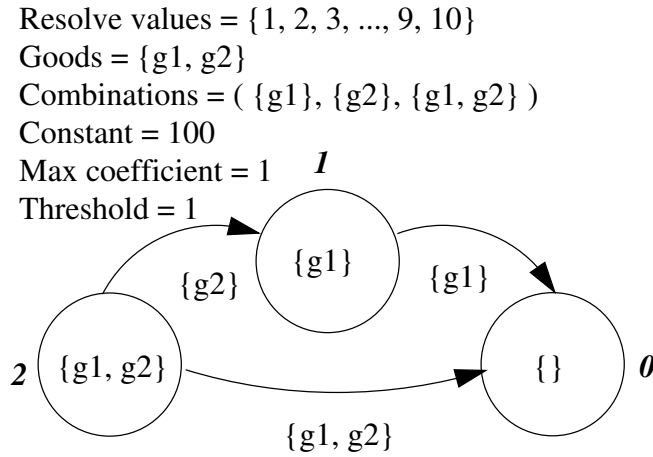 Resolve values = {1, 2, 3, ..., 9, 10}
Goods = {g1, g2}
Combinations = ( {g1}, {g2}, {g1, g2} )
Constant = 100
Max coefficient = 1
Threshold = 1
1
{g1}
{g2}
{g1}
2
{g1, g2}
{}
0
{g1, g2}